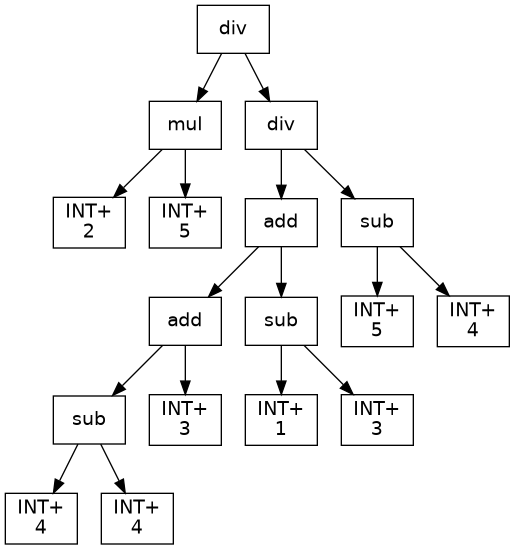 div
mul
div
INT+
2
INT+
5
add
sub
add
sub
INT+
5
INT+
4
sub
INT+
3
INT+
1
INT+
3
INT+
4
INT+
4